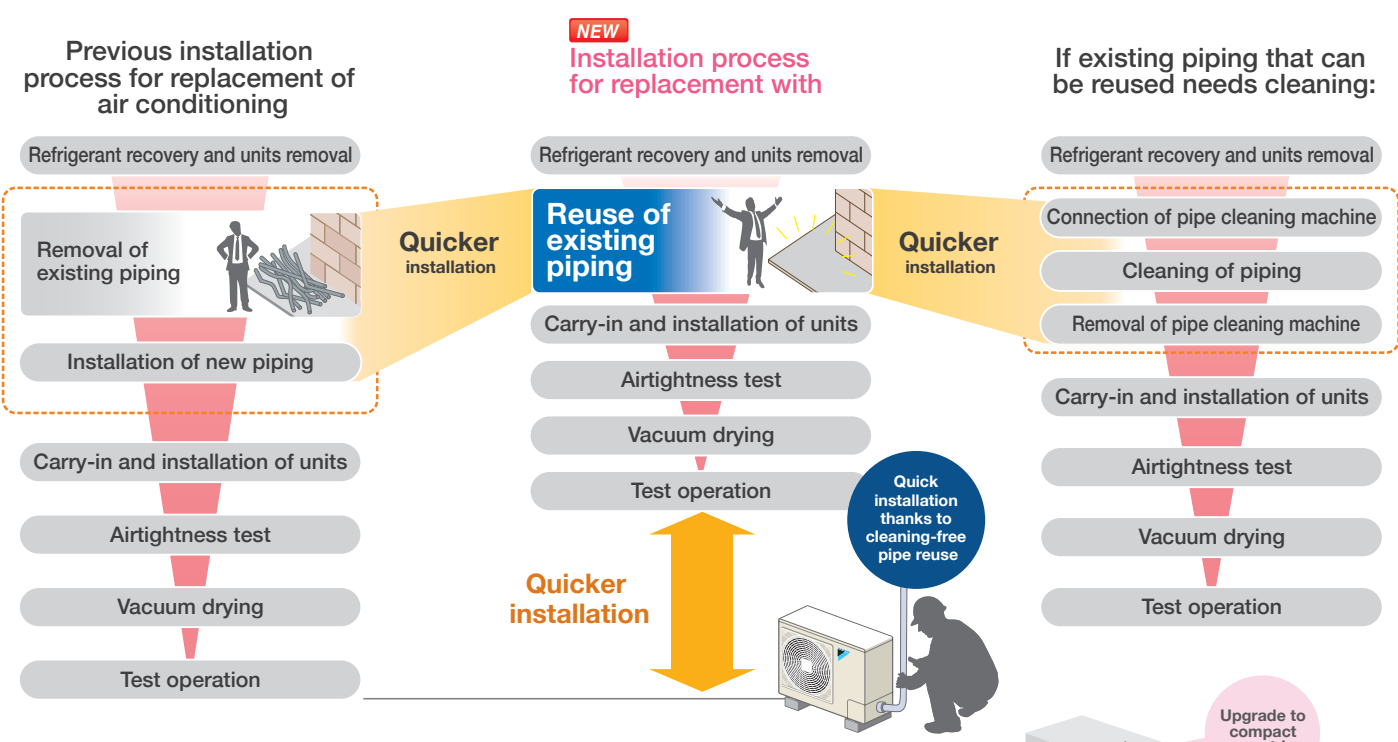 Previous installation
process for replacement of
air conditioning
Refrigerant recovery and units removal
Removal of
existing piping
Installation of new piping
Carry-in and installation of units
Airtightness test
Vacuum drying
Test operation
Quicker
installation
NEW
Installation process
for replacement with
Refrigerant recovery and units removal
Reuse of
existing
piping
Carry-in and installation of units
Airtightness test
Vacuum drying
Test operation
Quicker
installation
Quick
installation
thanks to
cleaning-free
pipe reuse
Quicker
installation
If existing piping that can
be reused needs cleaning:
Refrigerant recovery and units removal
Connection of pipe cleaning machine
Cleaning of piping
Removal of pipe cleaning machine
Carry-in and installation of units
Airtightness test
Vacuum drying
Test operation
Upgrade to
compact